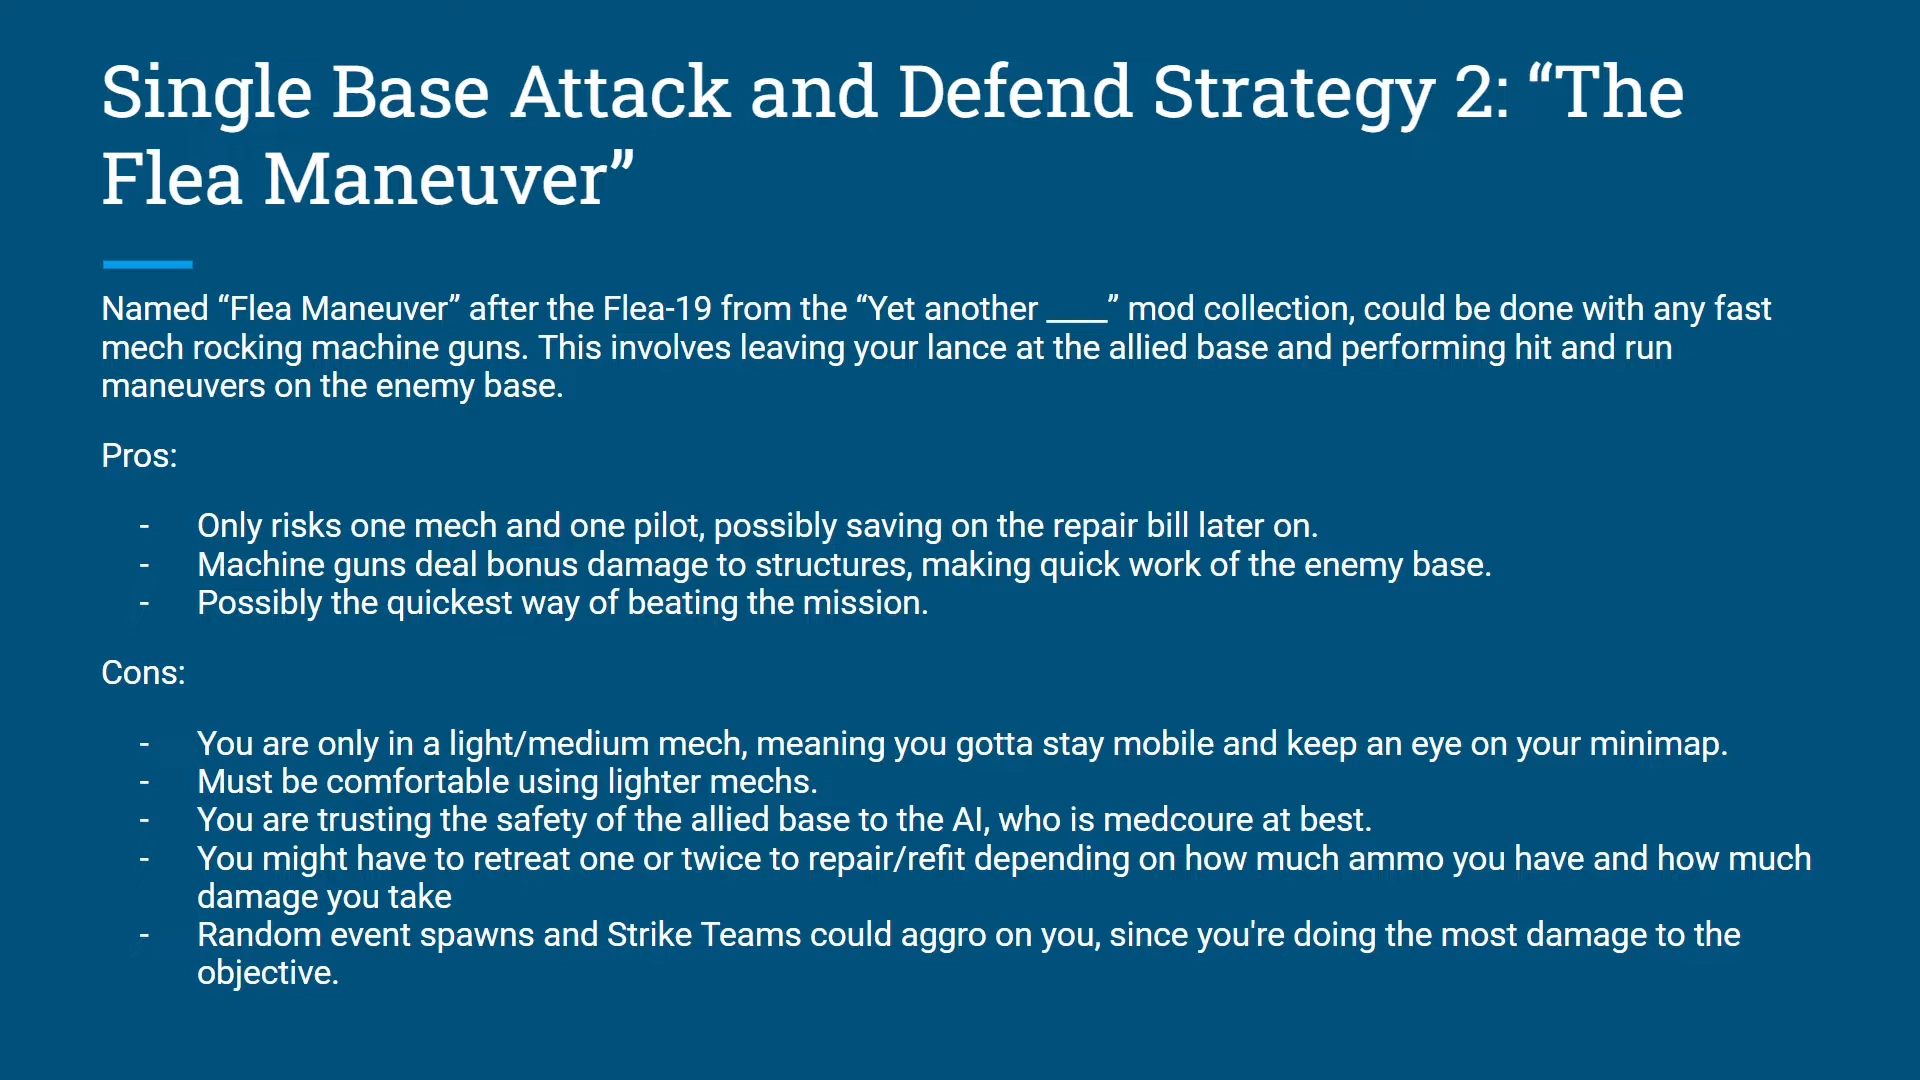 Single Base Attack and Defend Strategy 2: “The
Flea Maneuver”
Named “Flea Maneuver” after the Flea-19 from the “Yet another ____” mod collection, could be done with any fast
mech rocking machine guns. This involves leaving your lance at the allied base and performing hit and run
maneuvers on the enemy base.
Pros:
- Only risks one mech and one pilot, possibly saving on the repair bill later on.
- Machine guns deal bonus damage to structures, making quick work of the enemy base.
- Possibly the quickest way of beating the mission.
Cons:
- You are only in a light/medium mech, meaning you gotta stay mobile and keep an eye on your minimap.
- Must be comfortable using lighter mechs.
- You are trusting the safety of the allied base to the AI, who is medcoure at best.
- You might have to retreat one or twice to repair/refit depending on how much ammo you have and how much
damage you take
- Random event spawns and Strike Teams could aggro on you, since you're doing the most damage to the
objective.